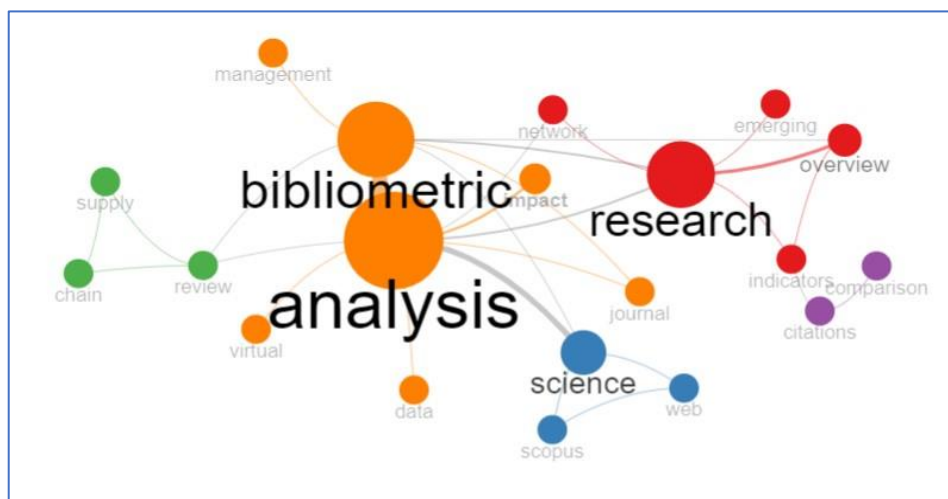 management
network
emerging
overview
supply
bibliometric
impact
research
chain
review
analysis
indicators
comparison
journal
citations
virtual
science
data
web
scopus